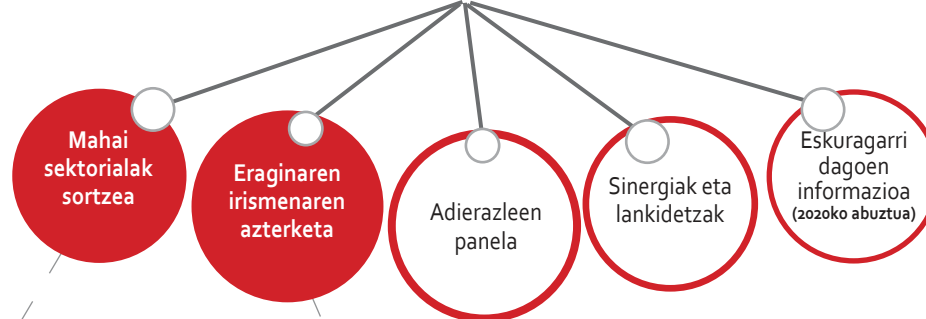 Mahai
sektorialak
sortzea
Eraginaren
irismenaren
azterketa
Adierazleen
panela
Sinergiak eta
lankidetzak
Eskuragarri
dagoen
informazioa
(2020ko abuztua)